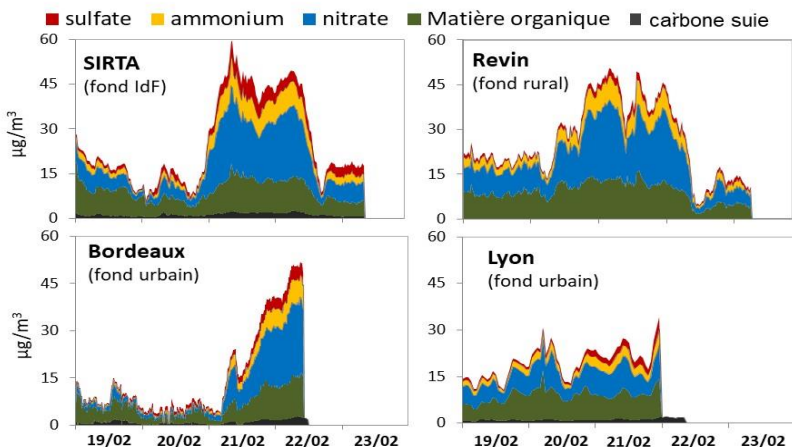 sulfate ammonium nitrate Matière organique carbone suie
60 60
SIRTA Revin
(fond IdF) (fond rural)
45 45
µg/m³
30 30
15 15
0 0
60 60
Bordeaux Lyon
(fond urbain) (fond urbain)
45 45
µg/m³
30 30
15 15
0 0
19/02 20/02 21/02 22/02 23/02 19/02 20/02 21/02 22/02 23/02